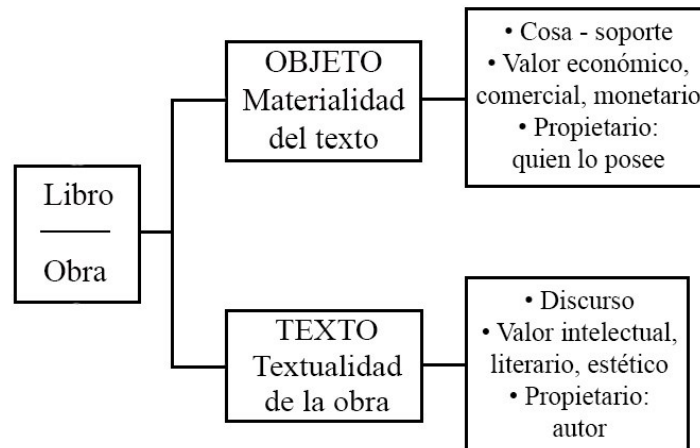 Libro
Obra
OBJETO
Materialidad
del texto
• Cosa - soporte
• Valor económico,
comercial, monetario
• Propietario:
quien lo posee
TEXTO
Textualidad
de la obra
• Discurso
• Valor intelectual,
literario, estético
• Propietario:
autor